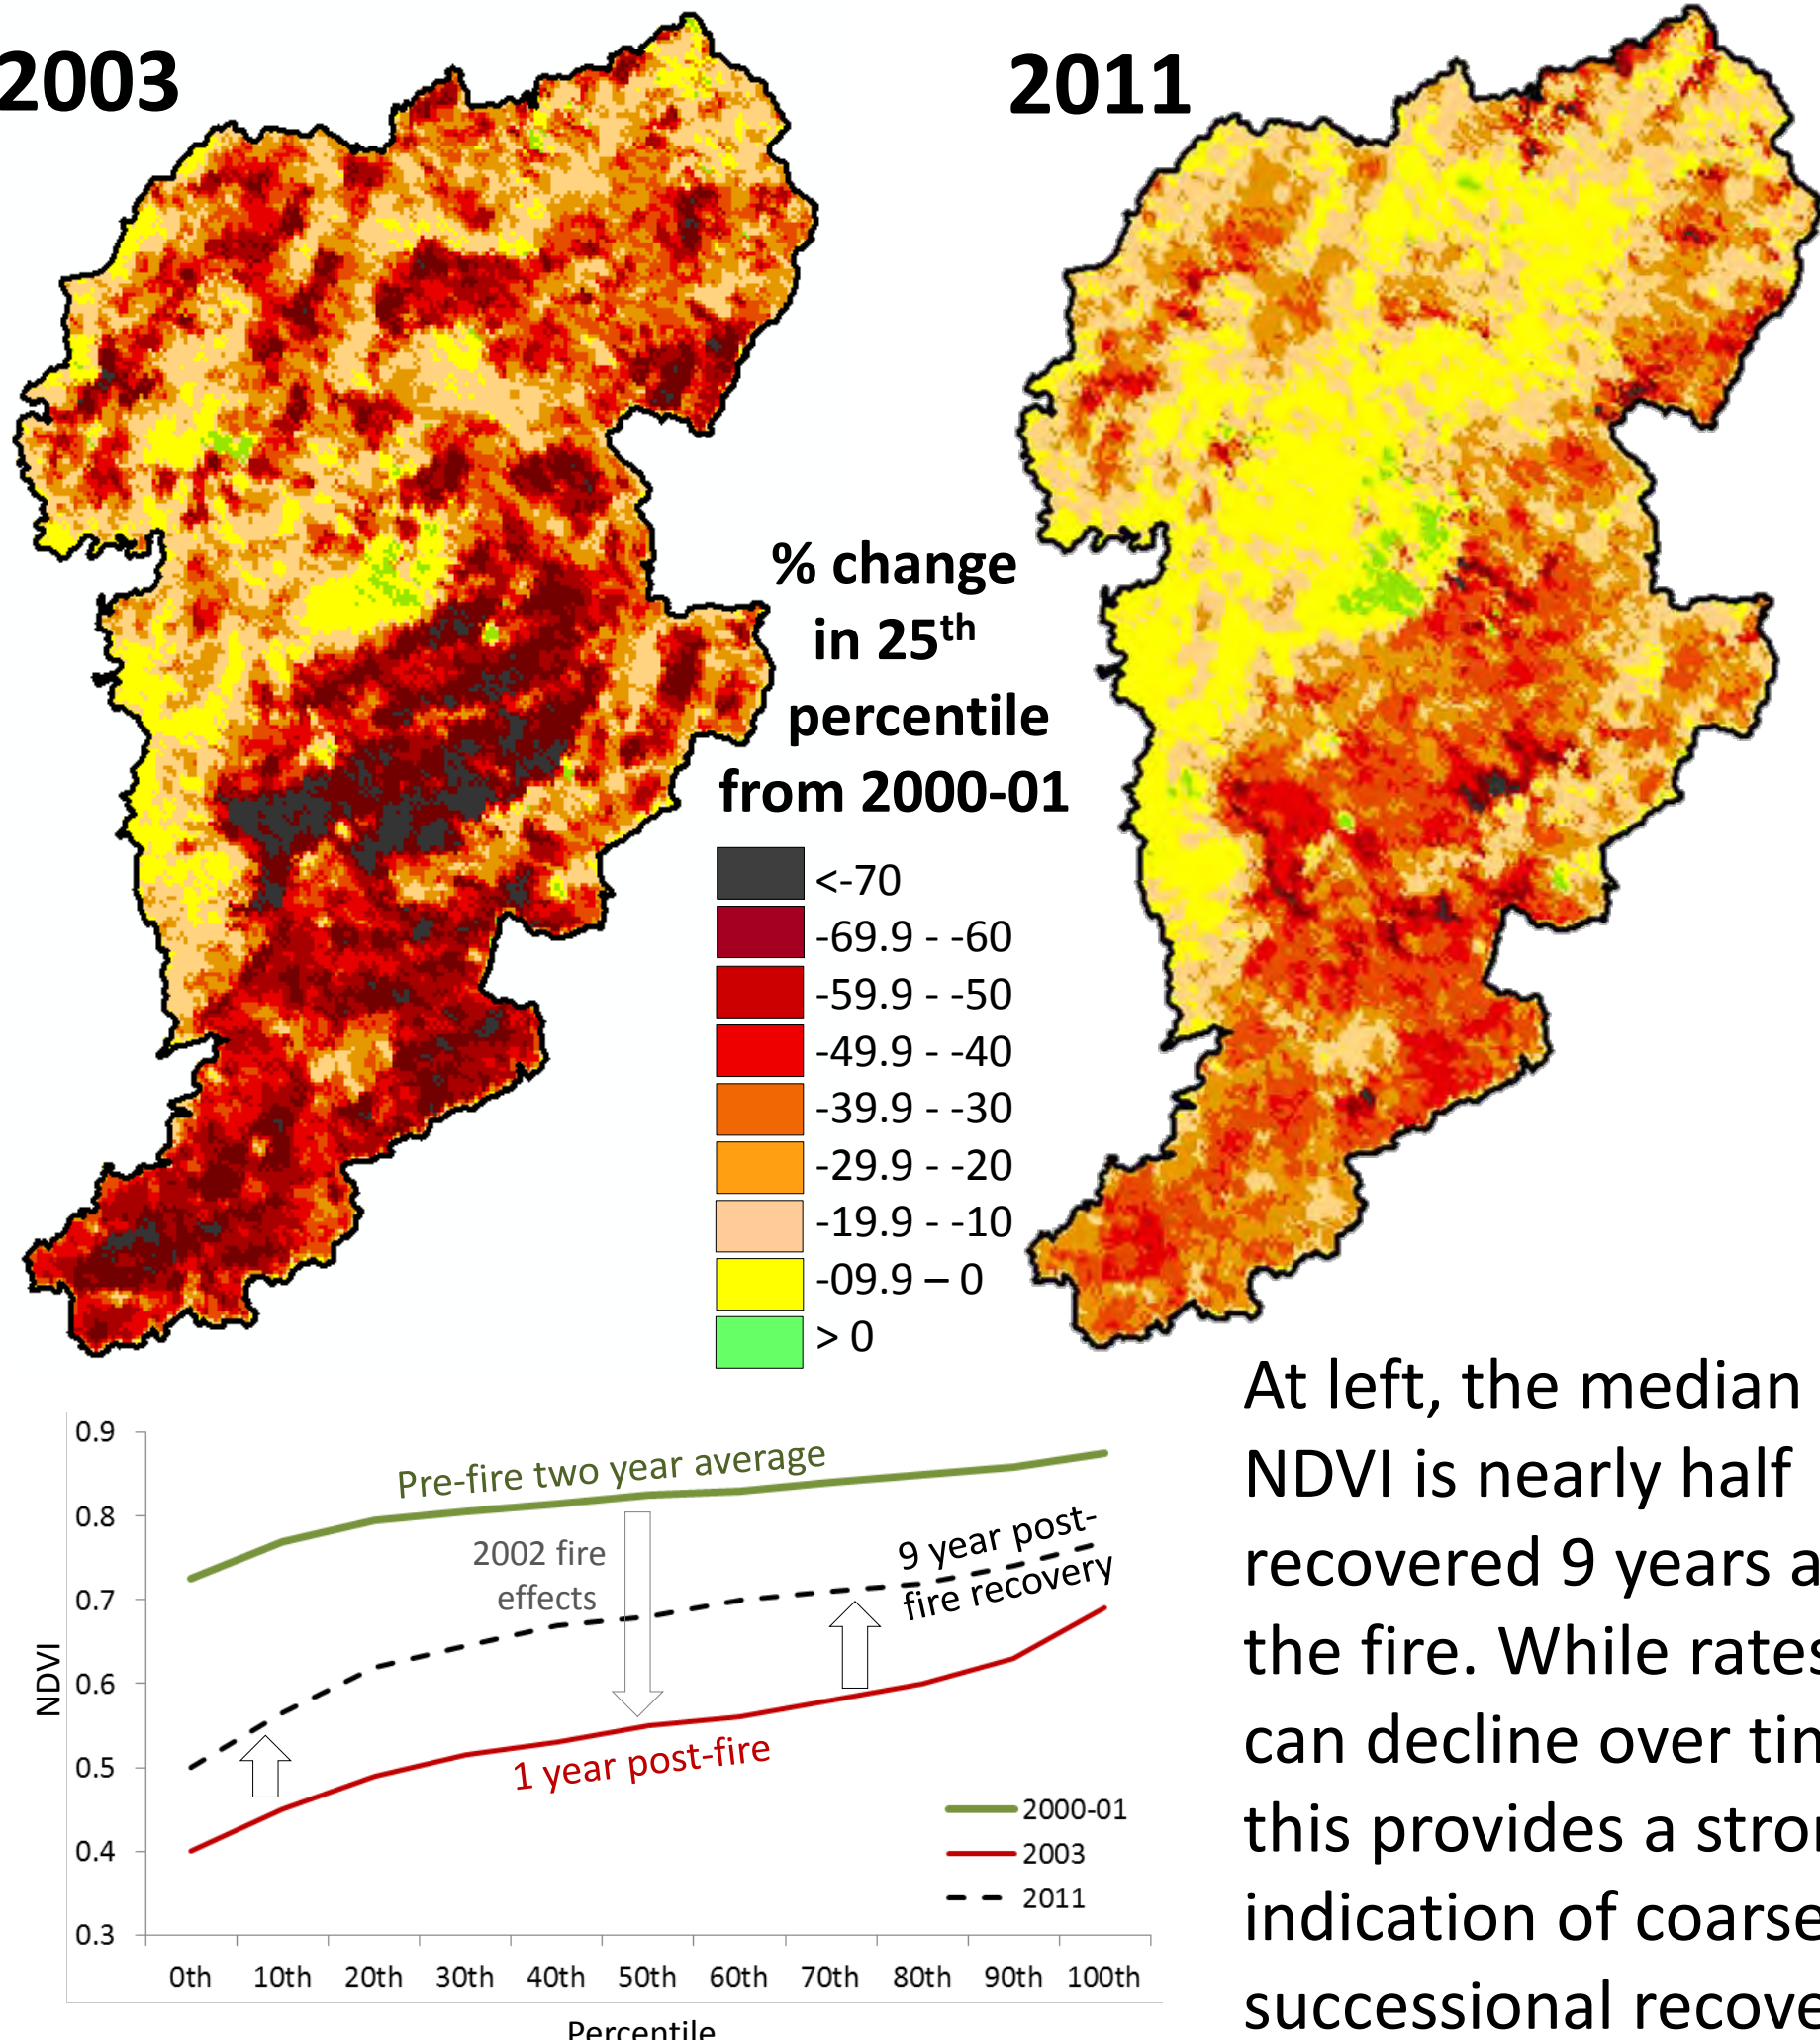 2003
2011
% change
in 25th
percentile
from 2000-01
<-70
-69.9 - -60
-59.9 - -50
-49.9 - -40
-39.9 - -30
-29.9 - -20
-19.9 - -10
-09.9 – 0
> 0
At left, the median
NDVI is nearly half
recovered 9 years a
the fire. While rates
can decline over tim
this provides a stron
indication of coarse
successional recove
0.9
0.8
0.7
0.6
0.5
0.4
0.3
NDVI
Pre-fire two year average
2002 fire
effects
9 year post-
fire recovery
1 year post-fire
2000-01
2003
2011
0th 10th 20th 30th 40th 50th 60th 70th 80th 90th 100th
Percentile